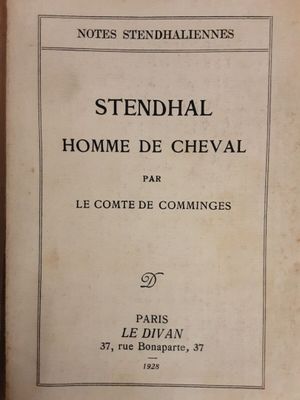 NOTES STENDHALIENNES
STENDHAL
HOMME DE CHEVAL
PAR
LE COMTE DE COMMINGES
D
PARIS
LE DIVAN
37, rue Bonaparte, 37
1928